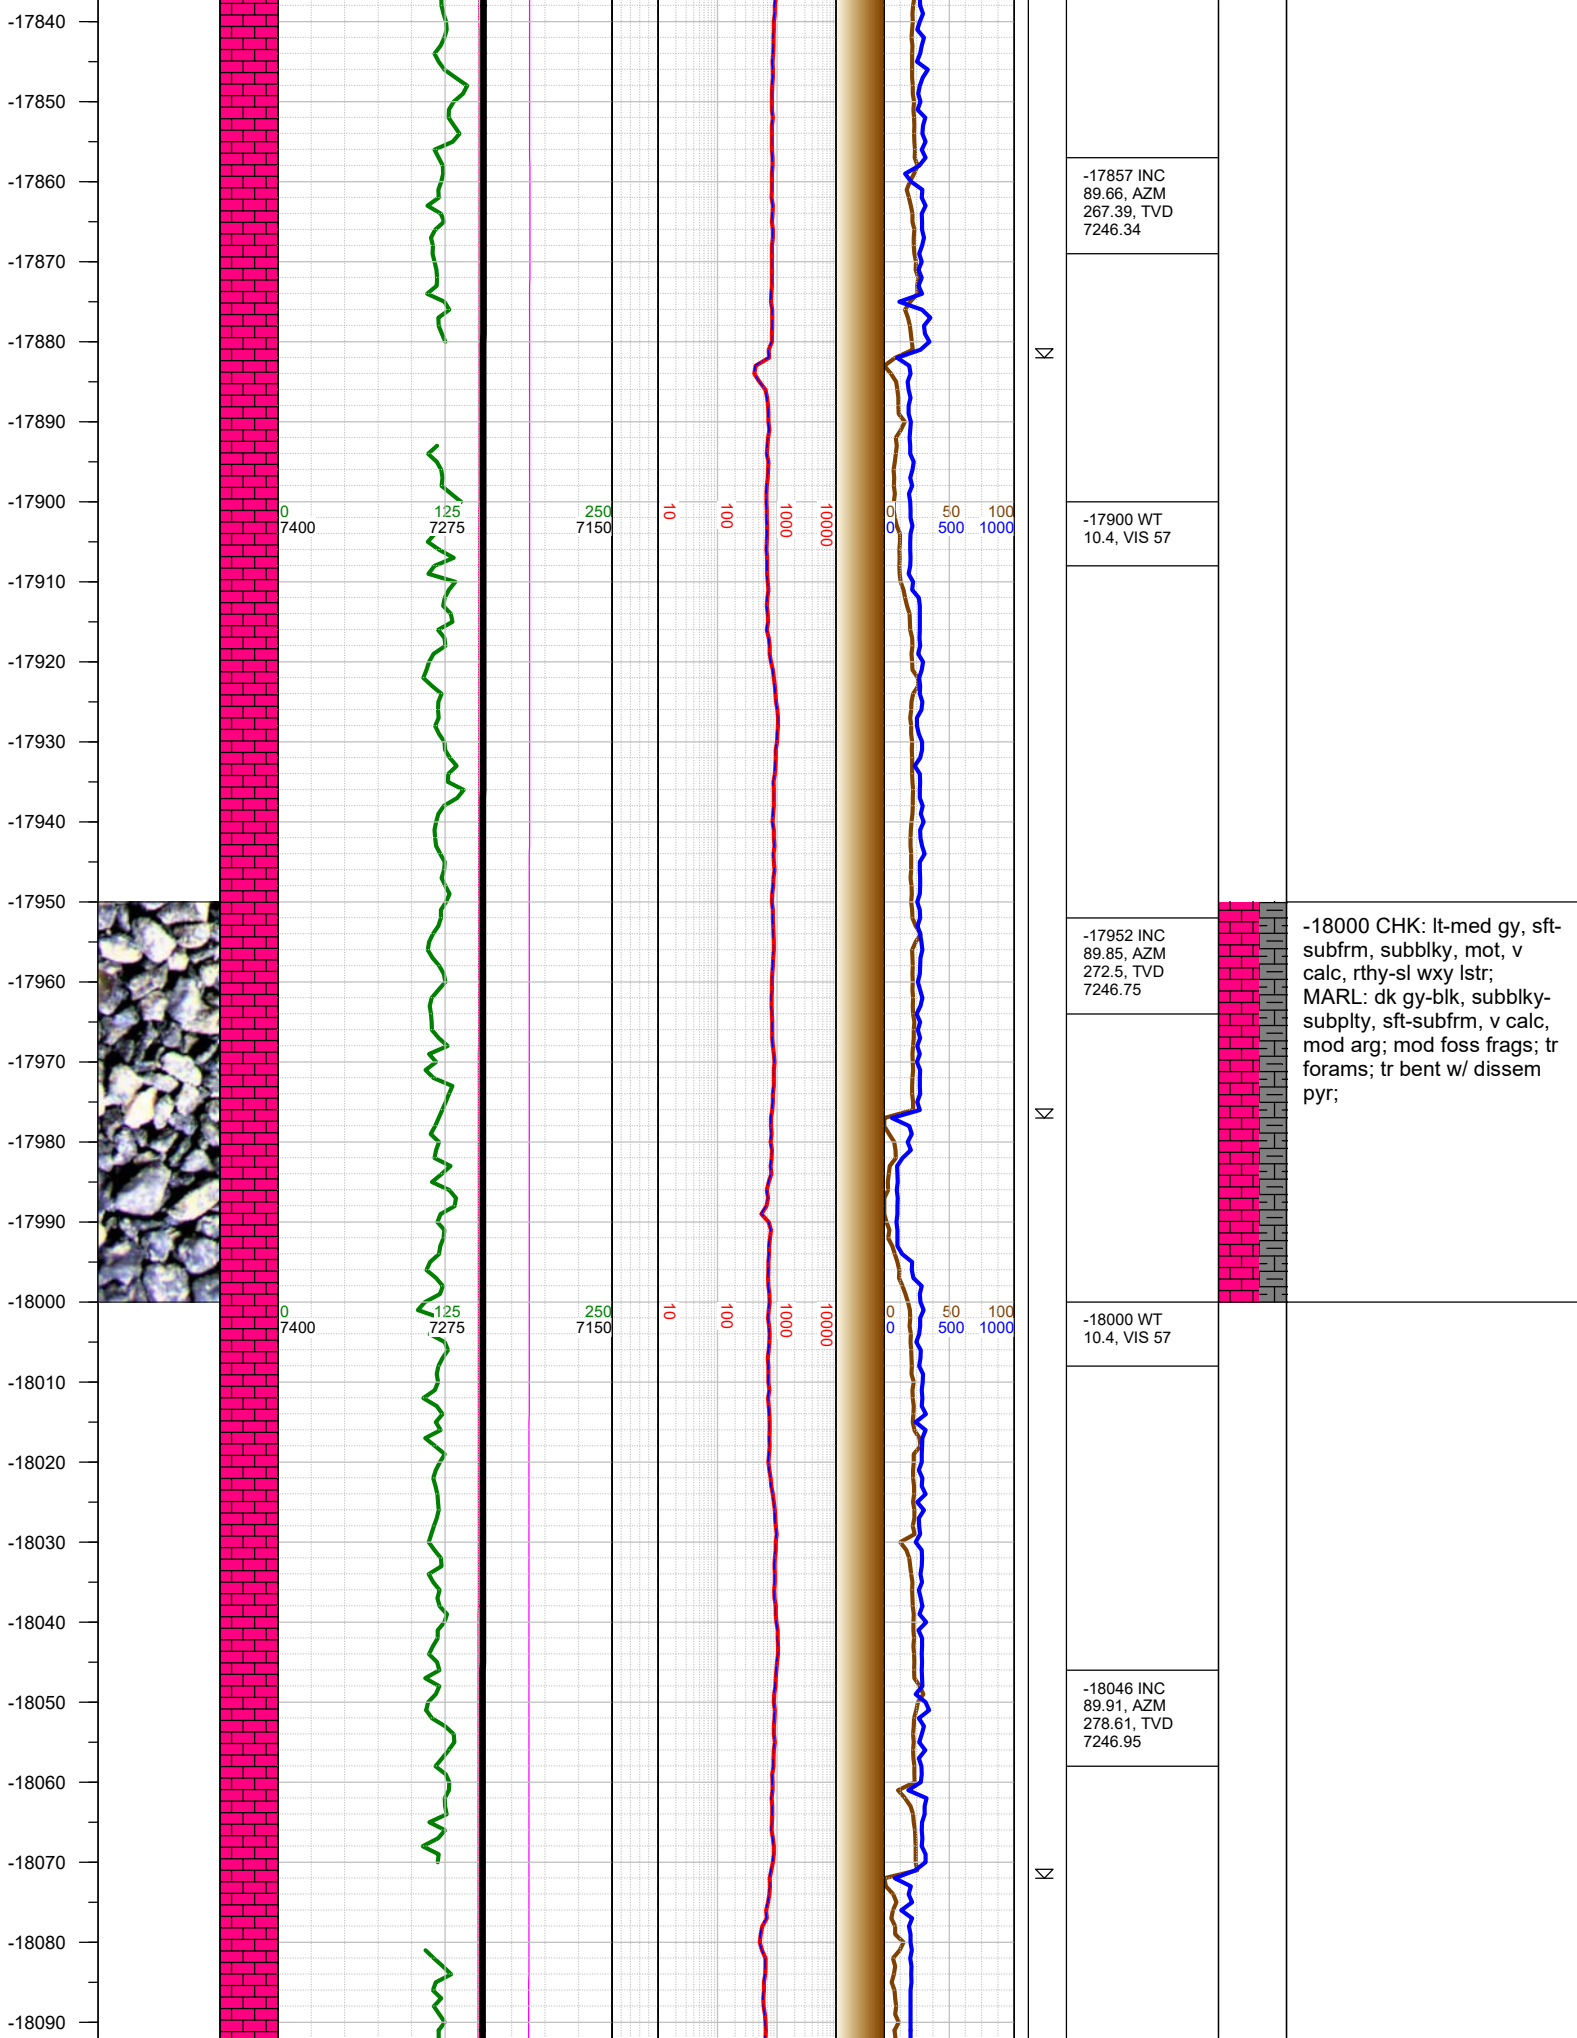 -17840
-17850
-17857 INC
89.66, AZM
267.39, TVD
7246.34
-17860
-17870
-17880
-17890
-17900
0 125 250
7400 7275 7150
10 100 1000 10000
0 50 100
0 500 1000
-17900 WT
10.4, VIS 57
-17910
-17920
-17930
-17940
-17950
-17952 INC
89.85, AZM
272.5, TVD
7246.75
-18000 CHK: lt-med gy, sft-
subfrm, subblky, mot, v
calc, rthy-sl wxy lstr;
MARL: dk gy-blk, subblky-
subplty, sft-subfrm, v calc,
mod arg; mod foss frags; tr
forams; tr bent w/ dissem
pyr;
-17960
-17970
-17980
-17990
-18000
0 125 250
7400 7275 7150
10 100 1000 10000
0 50 100
0 500 1000
-18000 WT
10.4, VIS 57
-18010
-18020
-18030
-18040
-18046 INC
89.91, AZM
278.61, TVD
7246.95
-18050
-18060
-18070
-18080
-18090